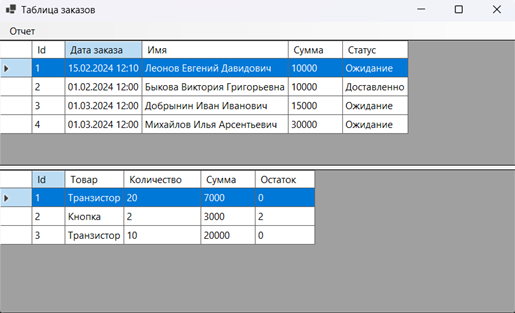 Таблица заказов
Отчет
Id Дата заказа Имя Сумма Статус
1 15.02.2024 12:10 Леонов Евгений Давидович 10000 Ожидание
2 01.02.2024 12:00 Быкова Виктория Григорьевна 10000 Доставленно
3 01.03.2024 12:00 Добрынин Иван Иванович 15000 Ожидание
4 01.03.2024 12:00 Михайлов Илья Арсентьевич 30000 Ожидание
Id Товар Количество Сумма Остаток
1 Транзистор 20 7000 0
2 Кнопка 2 3000 2
3 Транзистор 10 20000 0